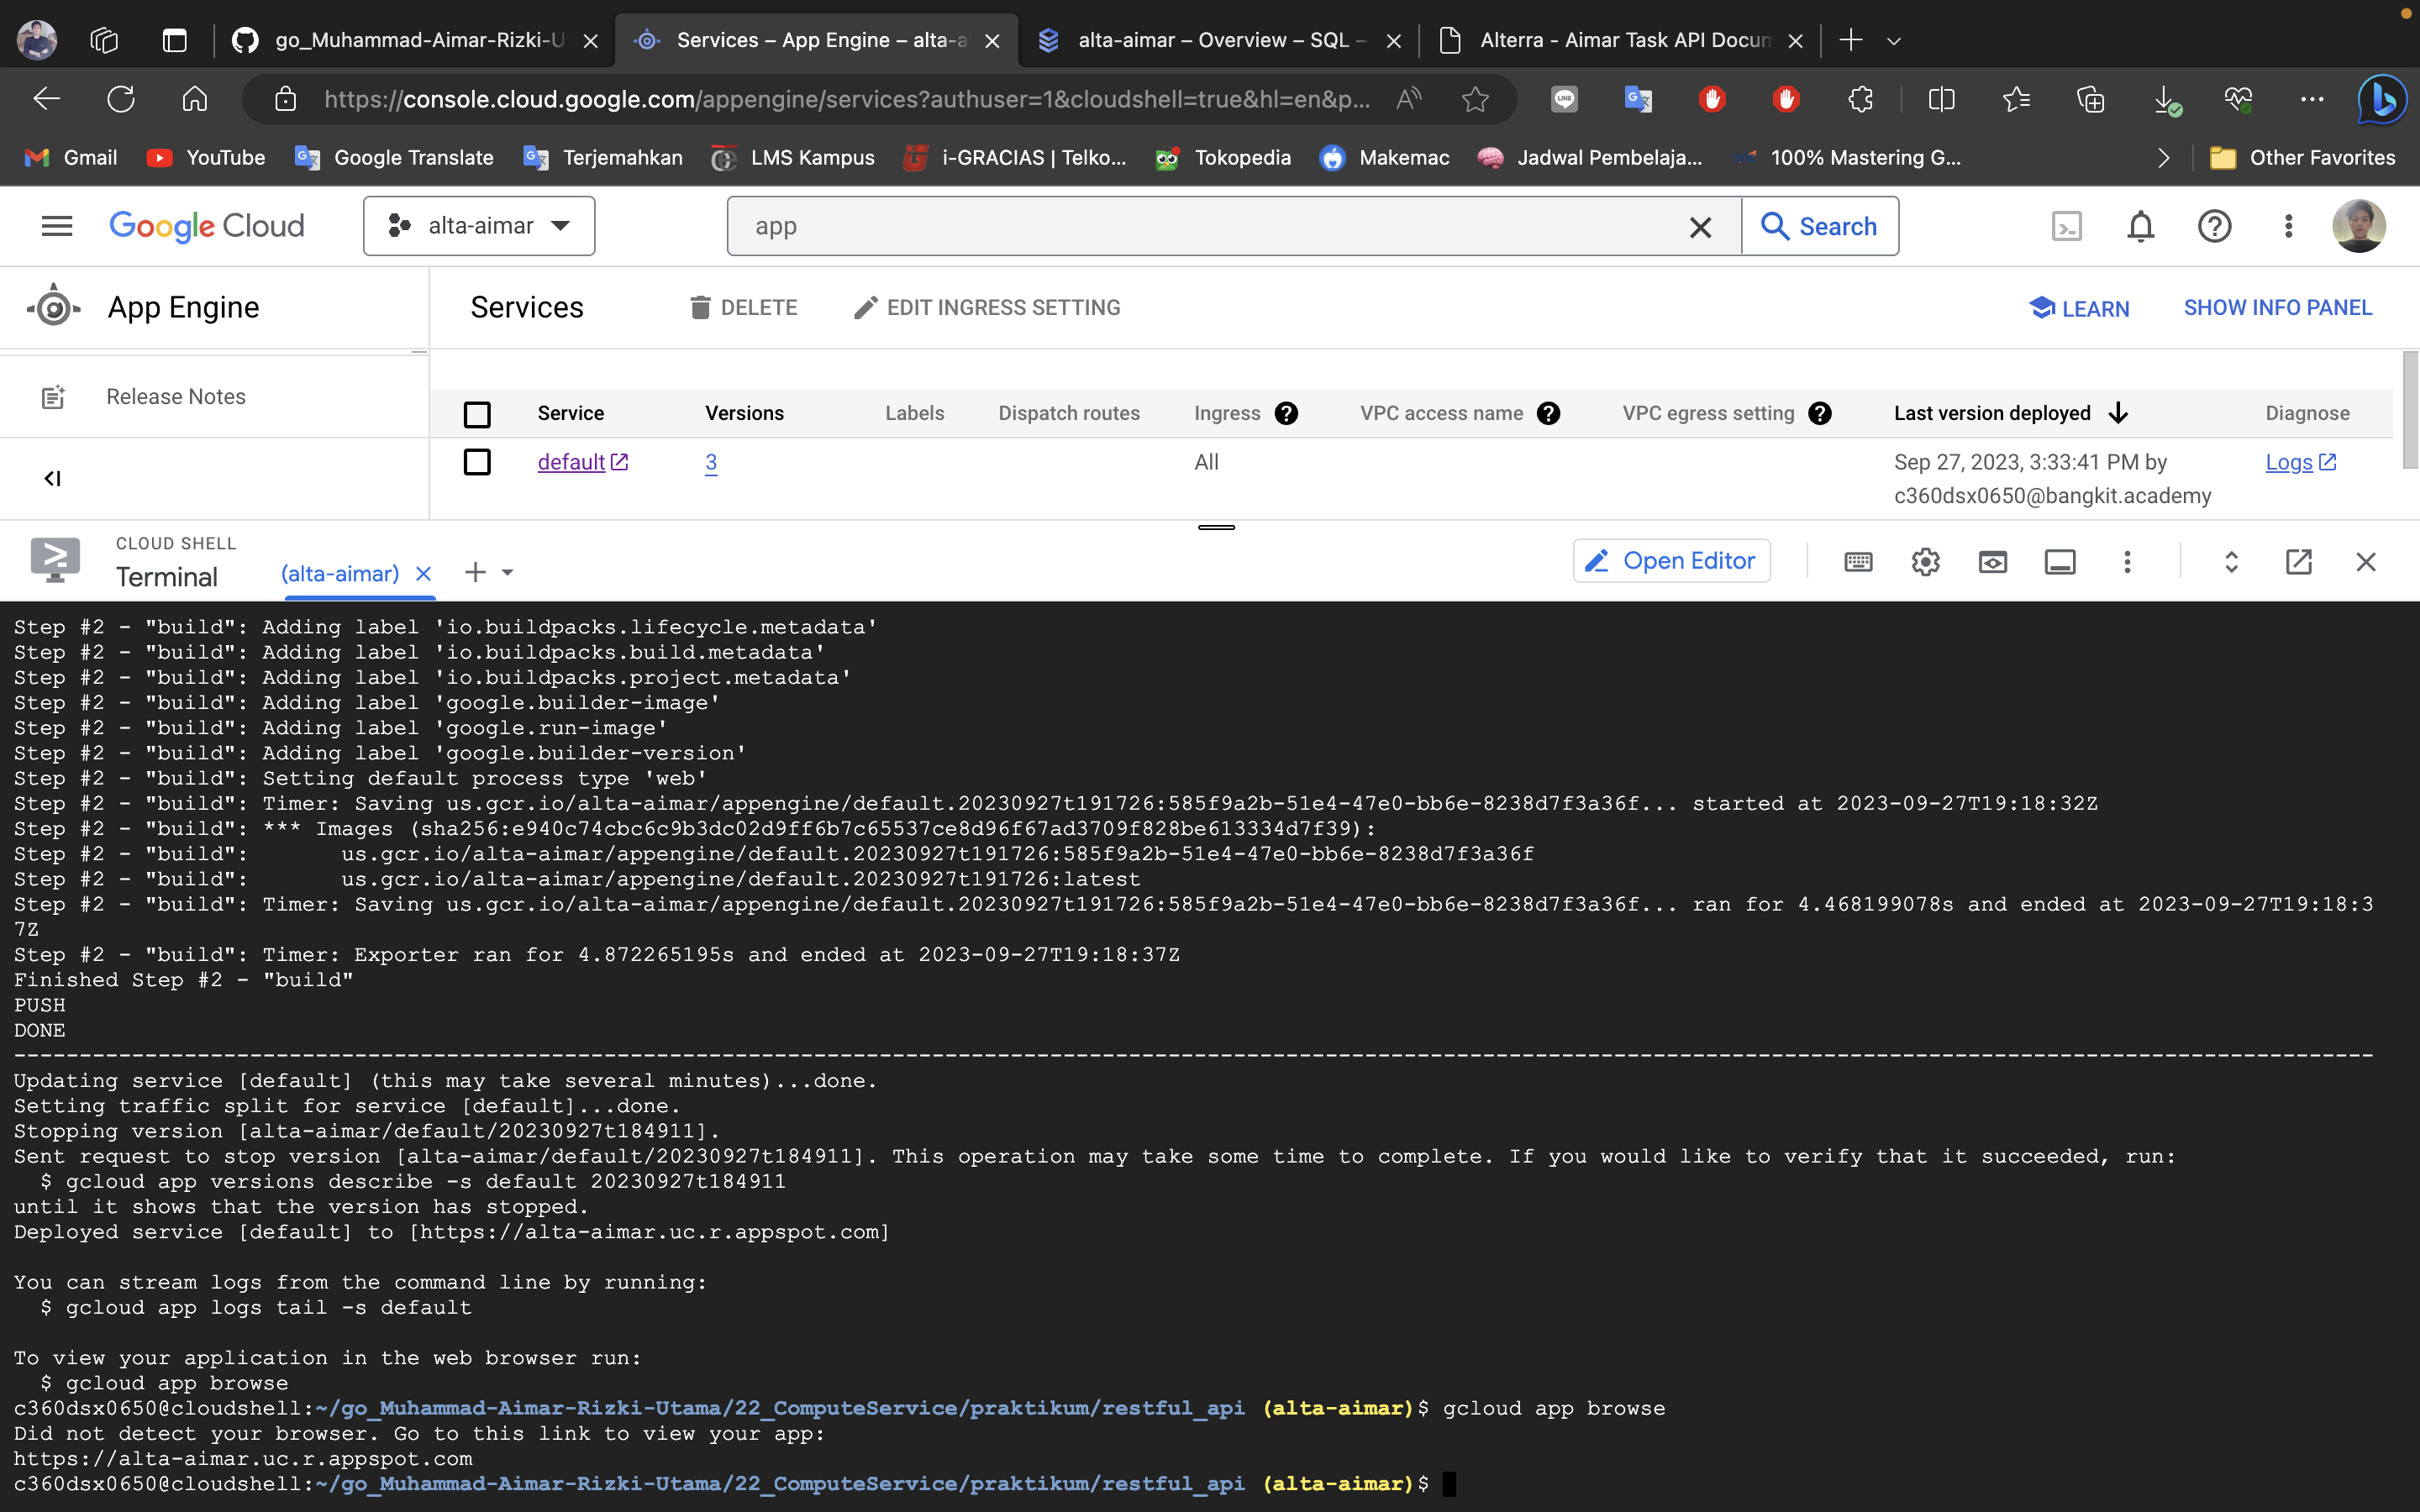 go_Muhammad-Aimar-Rizki-U
Services – App Engine – alta-a
alta-aimar – Overview – SQL –
Alterra - Aimar Task API Docum
https://console.cloud.google.com/appengine/services?authuser=1&cloudshell=true&hl=en&p...
LINE
Gmail
YouTube
Google Translate
Terjemahkan
LMS Kampus
i-GRACIAS | Telko...
Tokopedia
Makemac
Jadwal Pembelaja...
100% Mastering G...
Other Favorites
Google Cloud
alta-aimar
app
Search
App Engine
Services
DELETE
EDIT INGRESS SETTING
LEARN
SHOW INFO PANEL
Release Notes
Service Versions Labels Dispatch routes Ingress VPC access name VPC egress setting Last version deployed Diagnose
default 3 All Sep 27, 2023, 3:33:41 PM by Logs
c360dsx0650@bangkit.academy
CLOUD SHELL
Terminal
(alta-aimar)
Open Editor
Step #2 - "build": Adding label 'io.buildpacks.lifecycle.metadata'
Step #2 - "build": Adding label 'io.buildpacks.build.metadata'
Step #2 - "build": Adding label 'io.buildpacks.project.metadata'
Step #2 - "build": Adding label 'google.builder-image'
Step #2 - "build": Adding label 'google.run-image'
Step #2 - "build": Adding label 'google.builder-version'
Step #2 - "build": Setting default process type 'web'
Step #2 - "build": Timer: Saving us.gcr.io/alta-aimar/appengine/default.20230927t191726:585f9a2b-51e4-47e0-bb6e-8238d7f3a36f... started at 2023-09-27T19:18:32Z
Step #2 - "build": *** Images (sha256:e940c74cbc6c9b3dc02d9ff6b7c65537ce8d96f67ad3709f828be613334d7f39):
Step #2 - "build":       us.gcr.io/alta-aimar/appengine/default.20230927t191726:585f9a2b-51e4-47e0-bb6e-8238d7f3a36f
Step #2 - "build":       us.gcr.io/alta-aimar/appengine/default.20230927t191726:latest
Step #2 - "build": Timer: Saving us.gcr.io/alta-aimar/appengine/default.20230927t191726:585f9a2b-51e4-47e0-bb6e-8238d7f3a36f... ran for 4.468199078s and ended at 2023-09-27T19:18:3
7Z
Step #2 - "build": Timer: Exporter ran for 4.872265195s and ended at 2023-09-27T19:18:37Z
Finished Step #2 - "build"
PUSH
DONE
--------------------------------------------------------------------------------
Updating service [default] (this may take several minutes)...done.
Setting traffic split for service [default]...done.
Stopping version [alta-aimar/default/20230927t184911].
Sent request to stop version [alta-aimar/default/20230927t184911]. This operation may take some time to complete. If you would like to verify that it succeeded, run:
  $ gcloud app versions describe -s default 20230927t184911
until it shows that the version has stopped.
Deployed service [default] to [https://alta-aimar.uc.r.appspot.com]
You can stream logs from the command line by running:
  $ gcloud app logs tail -s default
To view your application in the web browser run:
  $ gcloud app browse
c360dsx0650@cloudshell:~/go_Muhammad-Aimar-Rizki-Utama/22_ComputeService/praktikum/restful_api (alta-aimar)$ gcloud app browse
Did not detect your browser. Go to this link to view your app:
https://alta-aimar.uc.r.appspot.com
c360dsx0650@cloudshell:~/go_Muhammad-Aimar-Rizki-Utama/22_ComputeService/praktikum/restful_api (alta-aimar)$